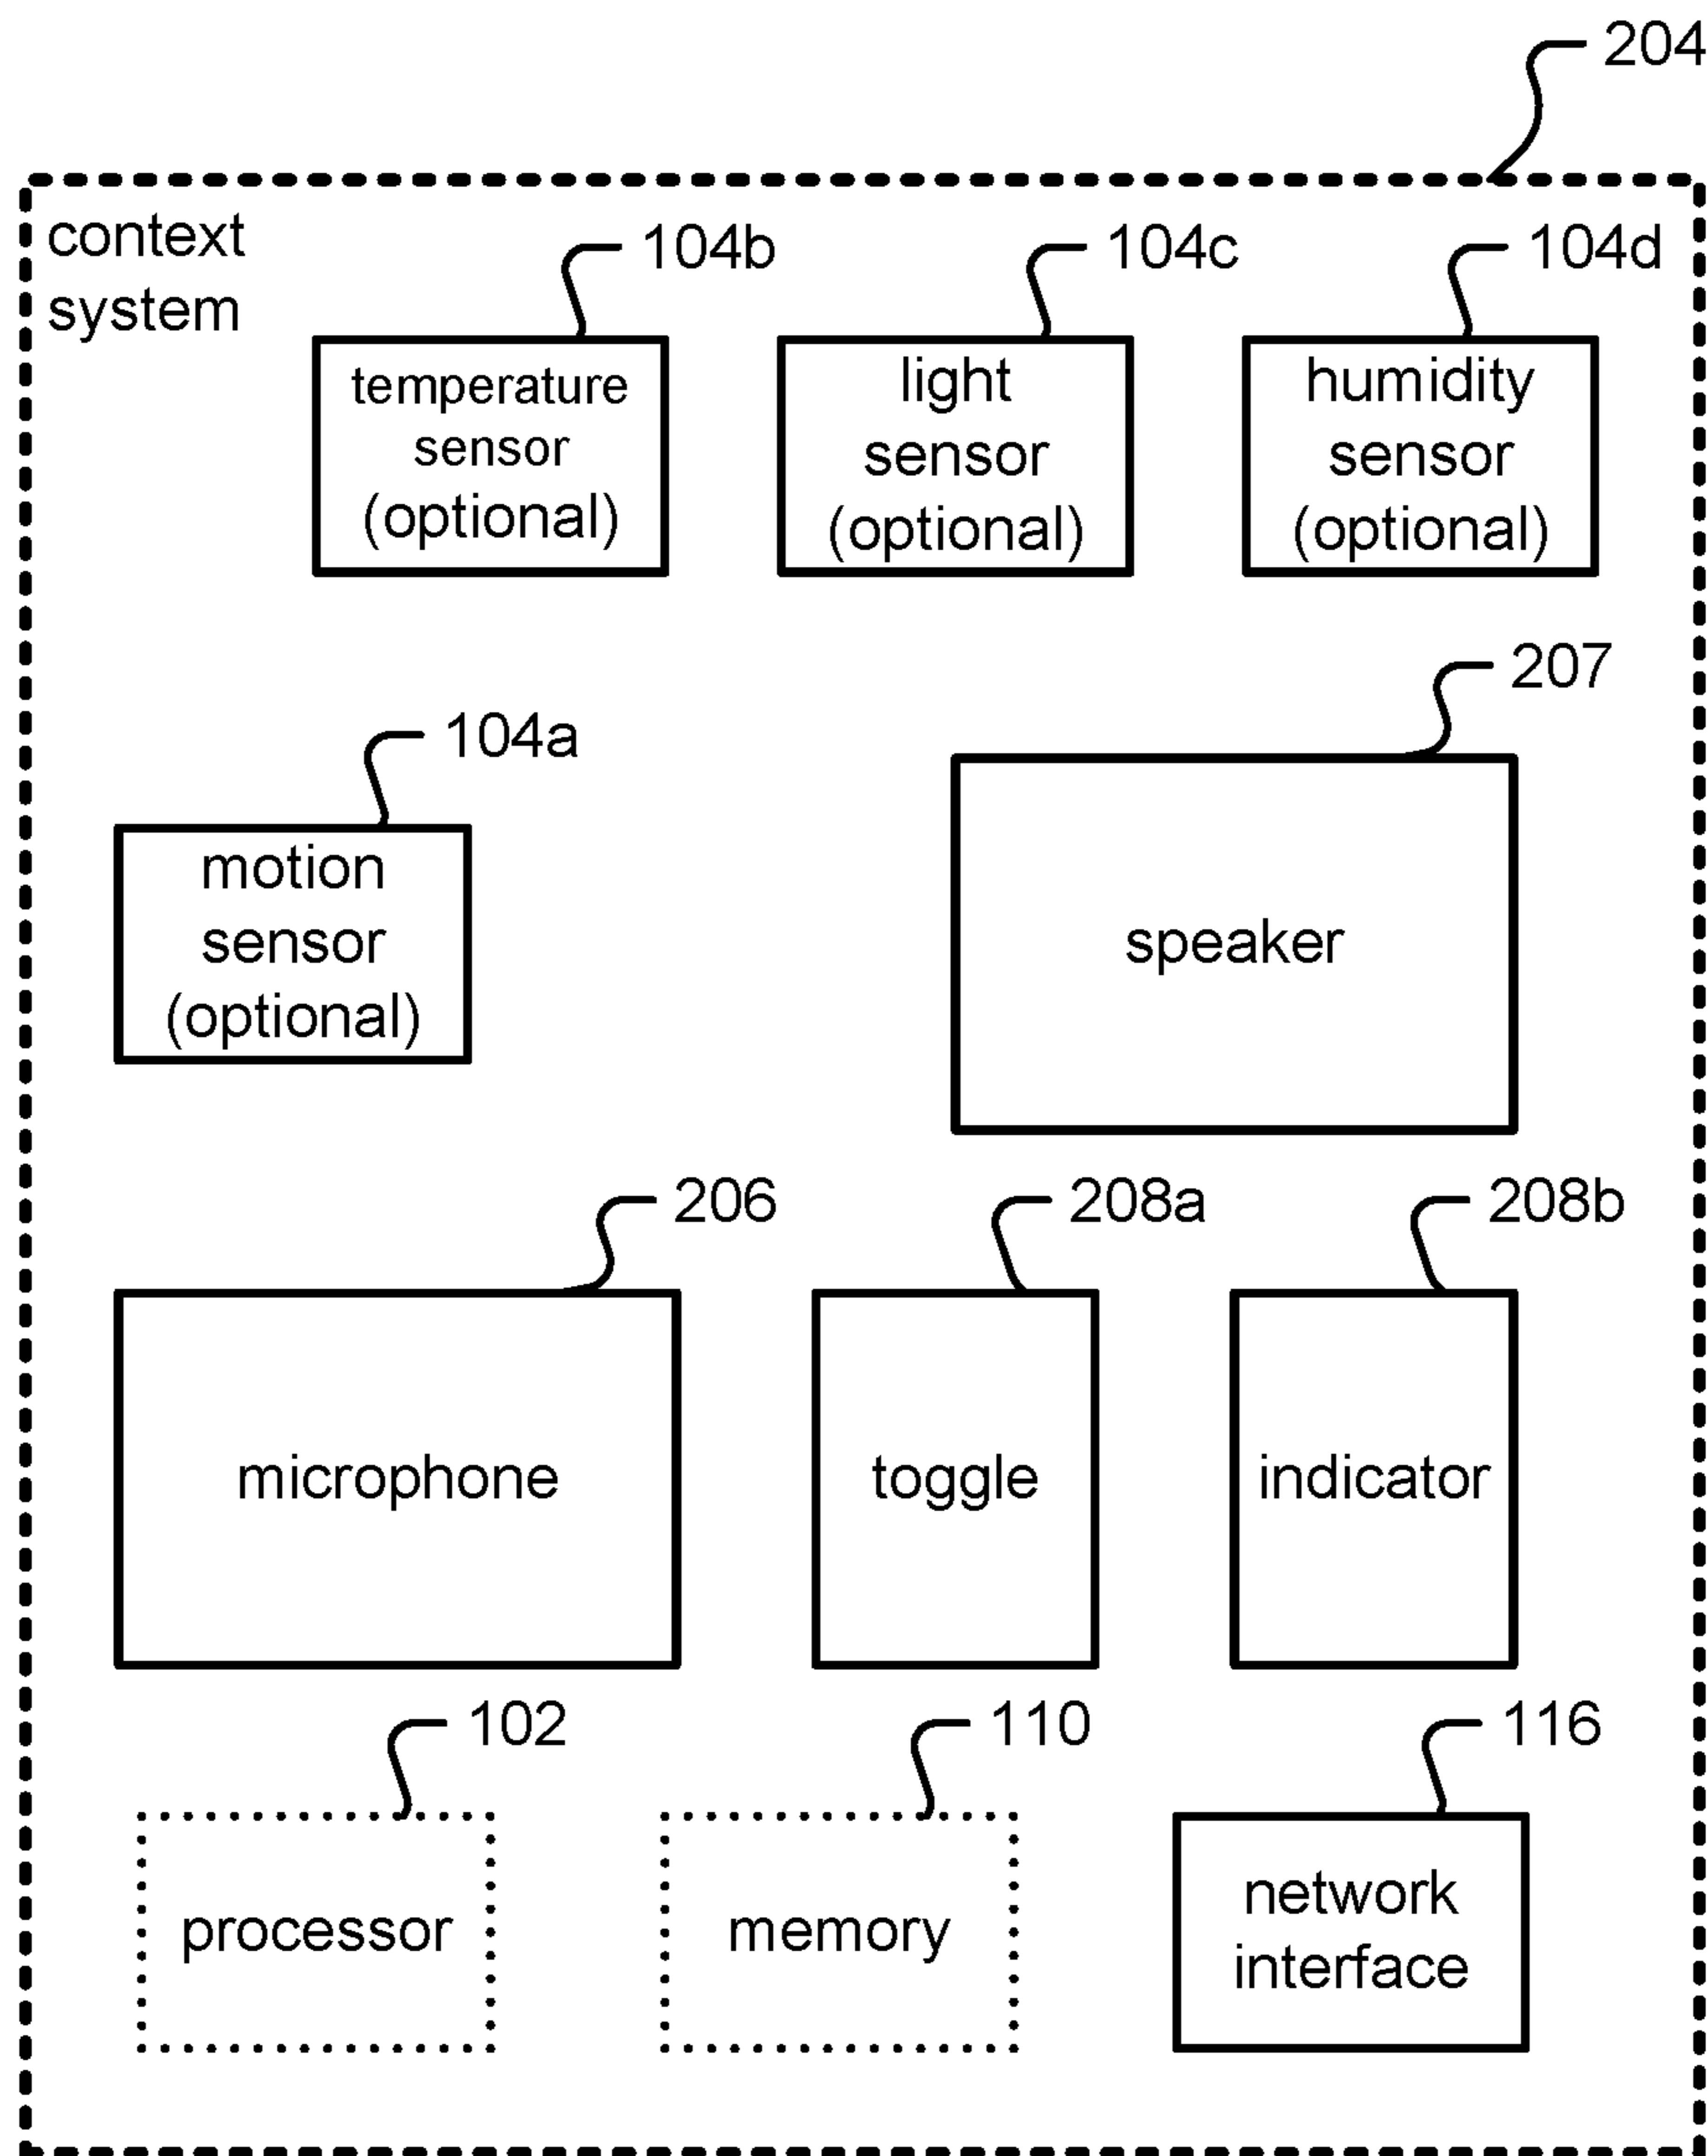 204
context
system
104b
104c
104d
temperature
sensor
(optional)
light
sensor
(optional)
humidity
sensor
(optional)
207
104a
motion
sensor
(optional)
speaker
206
208a
208b
microphone
toggle
indicator
102
110
116
processor
memory
network
interface